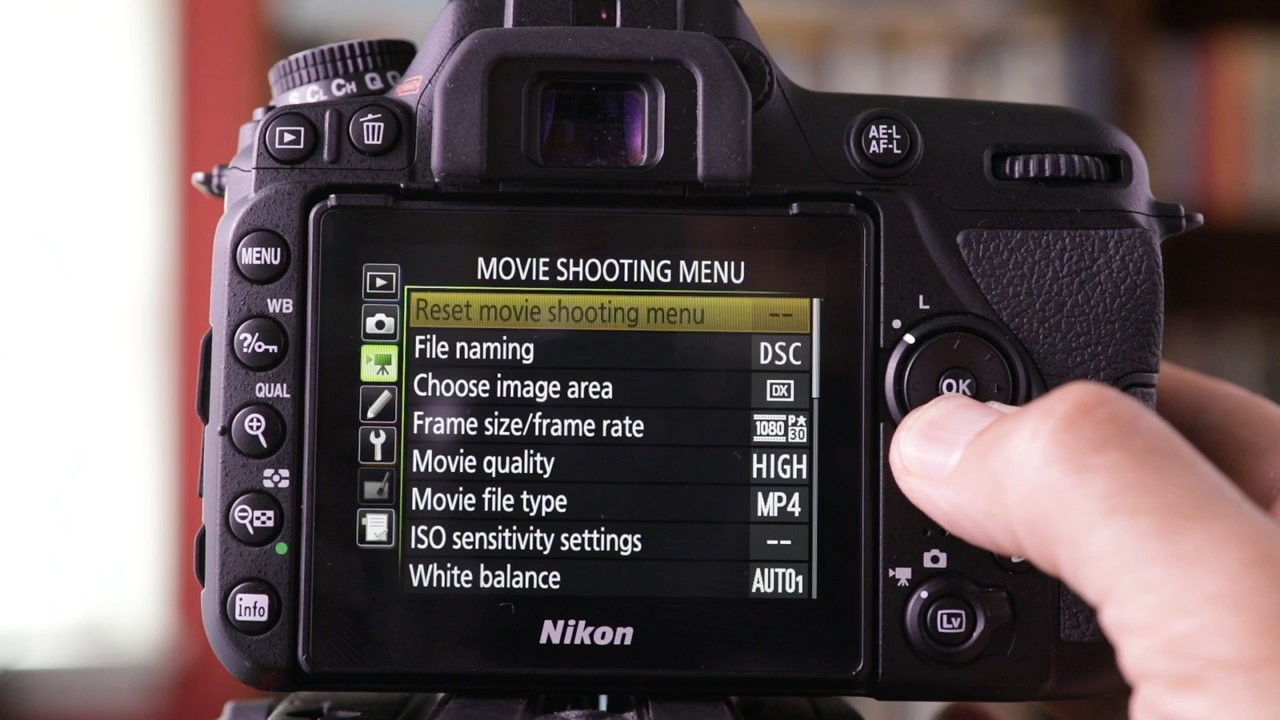 S CL CH Q Q
AE-L
AF-L
MENU
WB
?
QUAL
info
L
OK
Lv
MOVIE SHOOTING MENU
Reset movie shooting menu --
File naming DSC
Choose image area DX
Frame size/frame rate 1080 P★ 30
Movie quality HIGH
Movie file type MP4
ISO sensitivity settings --
White balance AUTO1
Nikon